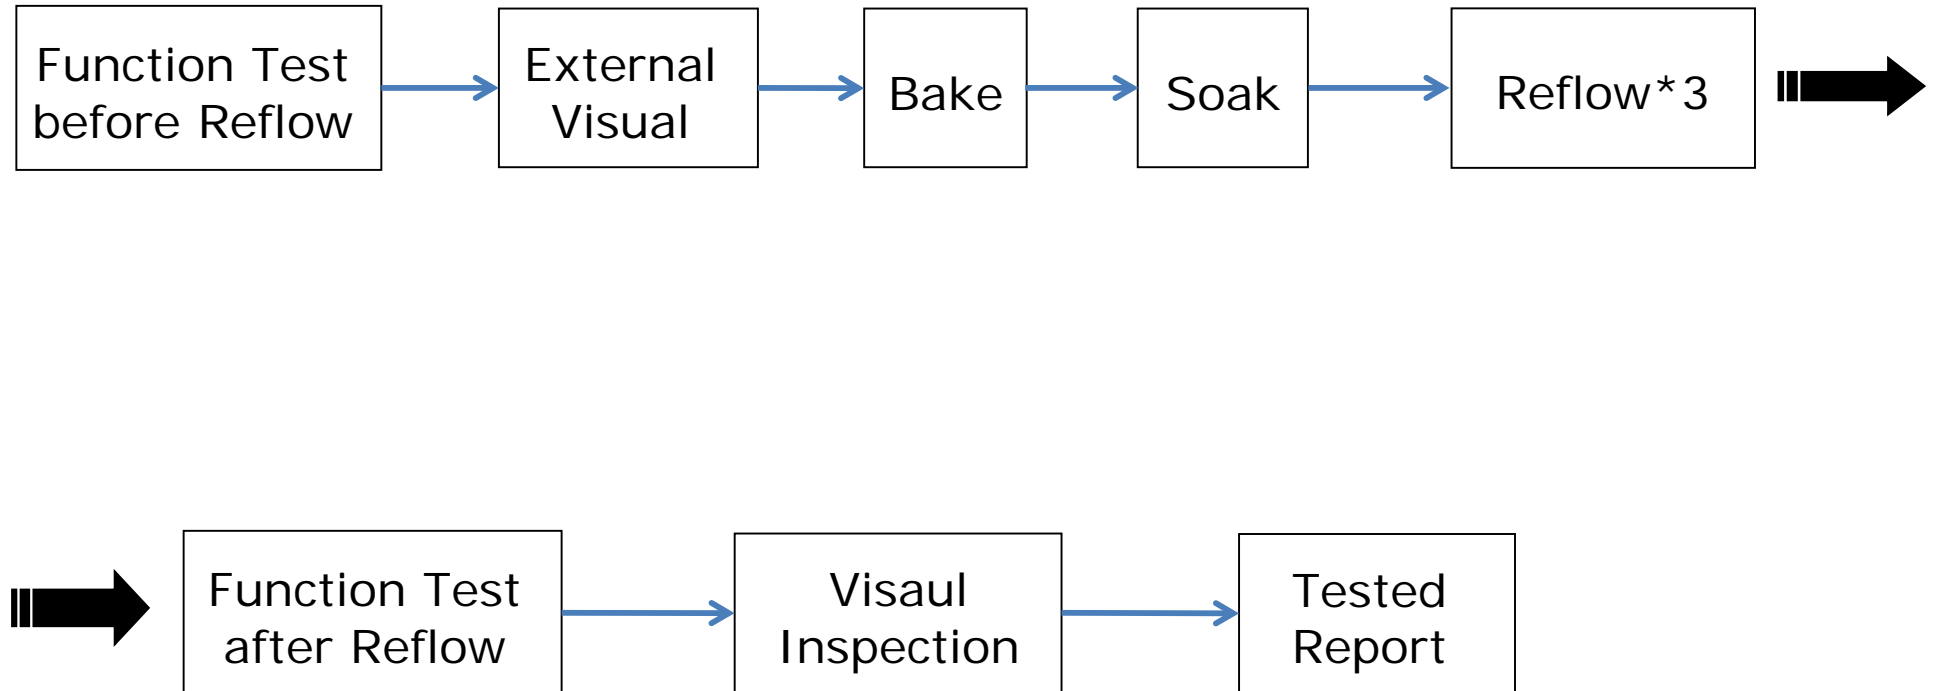 Function Test
before Reflow
External
Visual
Bake
Soak
Reflow*3
Function Test
after Reflow
Visaul
Inspection
Tested
Report